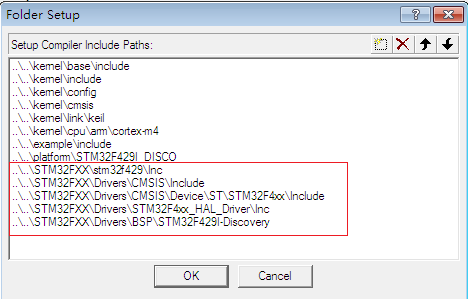 Folder Setup
Setup Compiler Include Paths:
..\..\kernel\base\include
..\..\kernel\include
..\..\kernel\config
..\..\kernel\cmsis
..\..\kernel\link\keil
..\..\kernel\cpu\arm\cortex-m4
..\..\example\include
..\..\platform\STM32F429I_DISCO
..\..\STM32FXX\stm32f429\Inc
..\..\STM32FXX\Drivers\CMSIS\Include
..\..\STM32FXX\Drivers\CMSIS\Device\ST\STM32F4xx\Include
..\..\STM32FXX\Drivers\STM32F4xx_HAL_Driver\Inc
..\..\STM32FXX\Drivers\BSP\STM32F429I-Discovery
OK Cancel